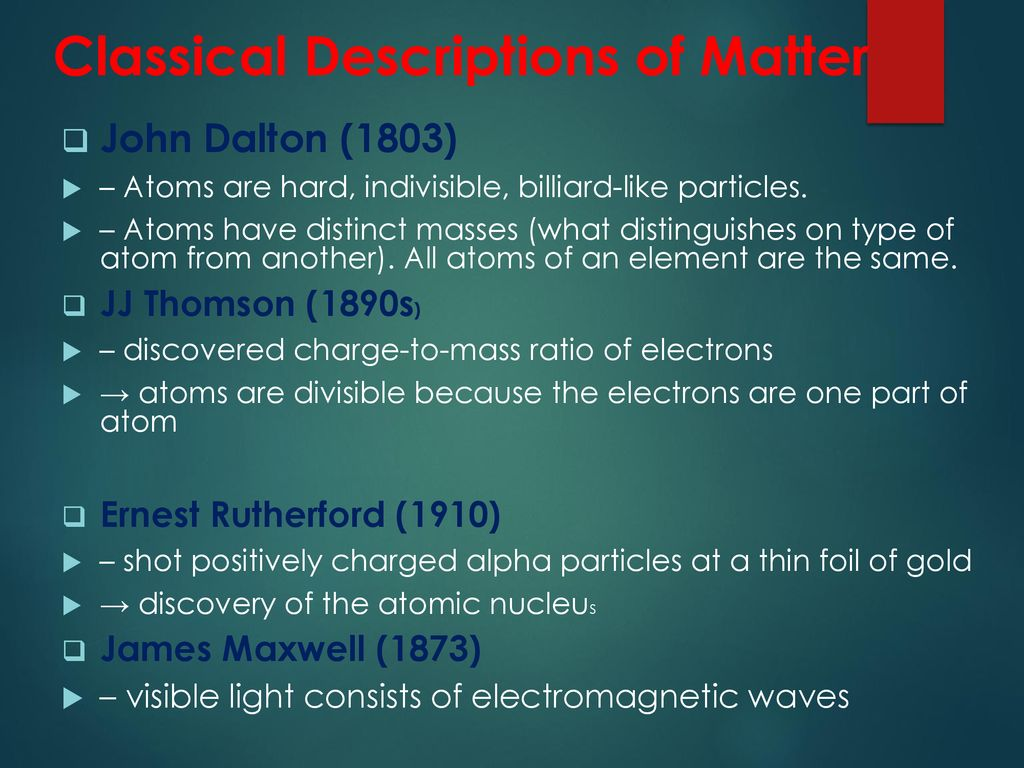 Classical Descriptions of Matter
John Dalton (1803)
– Atoms are hard, indivisible, billiard-like particles.
– Atoms have distinct masses (what distinguishes on type of
atom from another). All atoms of an element are the same.
JJ Thomson (1890s)
– discovered charge-to-mass ratio of electrons
→ atoms are divisible because the electrons are one part of
atom
Ernest Rutherford (1910)
– shot positively charged alpha particles at a thin foil of gold
→ discovery of the atomic nucleus
James Maxwell (1873)
– visible light consists of electromagnetic waves